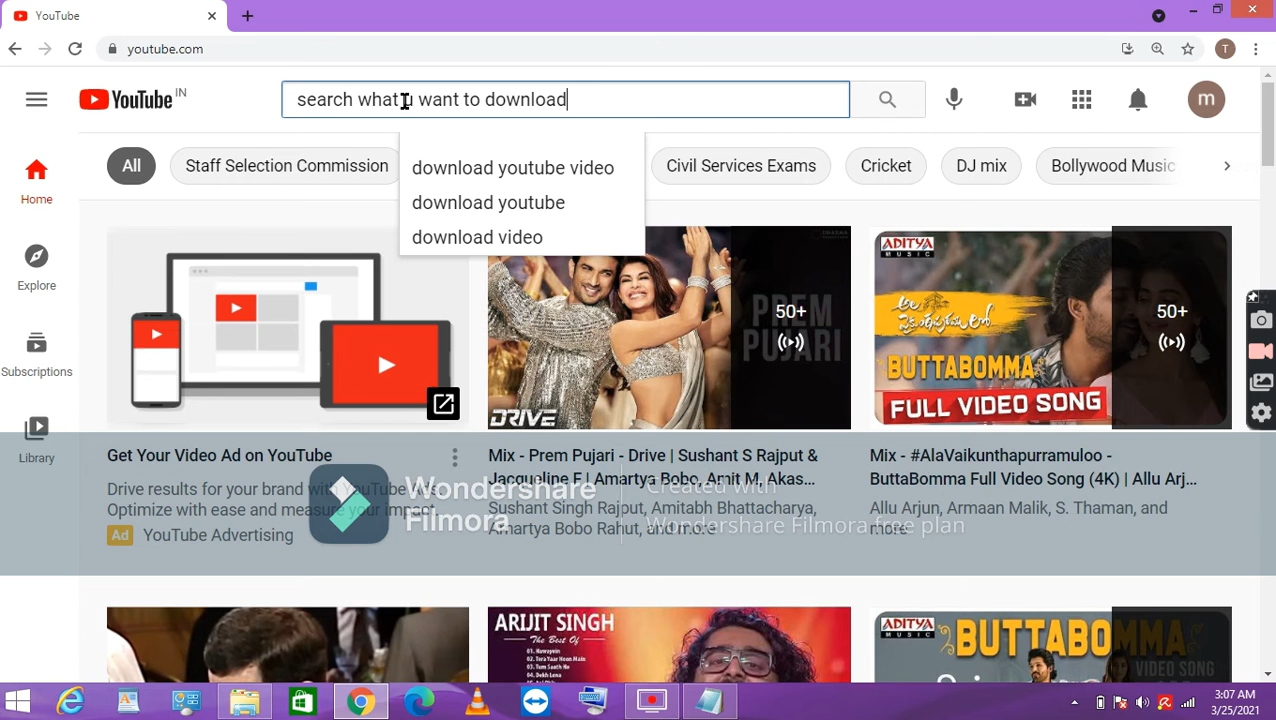 YouTube
youtube.com
T
YouTube IN
search what u want to download
m
download youtube video
download youtube
download video
All
Staff Selection Commission
Civil Services Exams
Cricket
DJ mix
Bollywood Music
Home
Explore
Subscriptions
Library
PREM
PUJARI
50+
DRIVE
ADITYA
MUSIC
BUTTABOMMA
FULL VIDEO SONG
50+
Get Your Video Ad on YouTube
Drive results for your brand with YouTube Ads.
Optimize with ease and measure your impact.
Ad YouTube Advertising
Mix - Prem Pujari - Drive | Sushant S Rajput &
Jacqueline F | Amartya Bobo, Amit M, Akas...
Sushant Singh Rajput, Amitabh Bhattacharya,
Amartya Bobo Rahut, and more
Mix - #AlaVaikunthapurramuloo -
ButtaBomma Full Video Song (4K) | Allu Arj...
Allu Arjun, Armaan Malik, S. Thaman, and
more
Wondershare
Filmora
Created with
Wondershare Filmora free plan
ARIJIT SINGH
The Best Of
ADITYA
MUSIC
BUTTABOMMA
VIDEO SONG
3:07 AM
3/25/2021